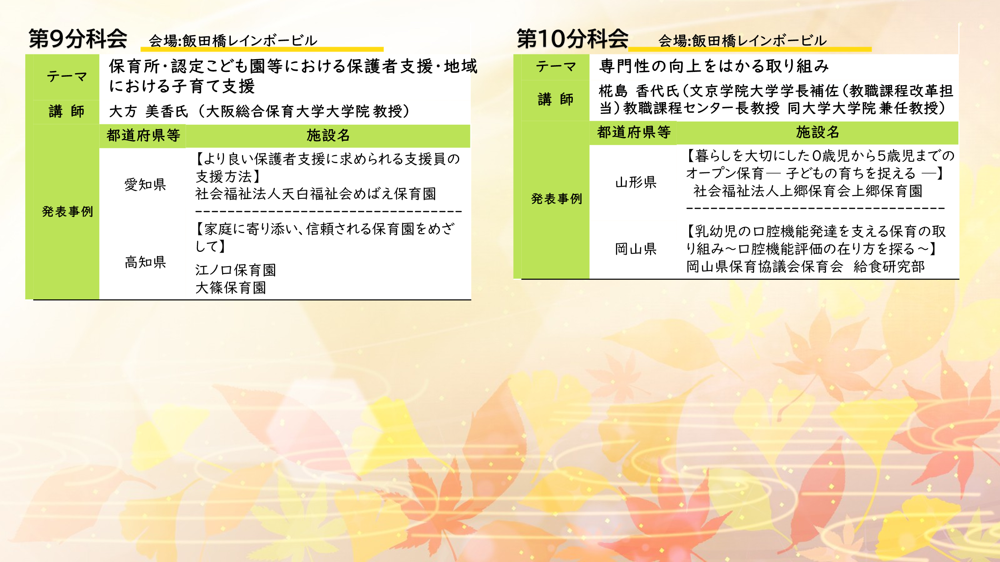 第9分科会 会場:飯田橋レインボービル
テーマ
保育所・認定こども園等における保護者支援・地域
における子育て支援
講 師
大方 美香氏 （大阪総合保育大学大学院 教授）
発表事例
都道府県等
施設名
愛知県
【より良い保護者支援に求められる支援員の
支援方法】
社会福祉法人天白福祉会めばえ保育園
---------------------------------
高知県
【家庭に寄り添い、信頼される保育園をめざ
して】
江ノ口保育園
大篠保育園
第10分科会 会場:飯田橋レインボービル
テーマ
専門性の向上をはかる取り組み
講 師
椛島 香代氏（文京学院大学学長補佐（教職課程改革担
当）教職課程センター長教授 同大学大学院 兼任教授）
発表事例
都道府県等
施設名
山形県
【暮らしを大切にした0歳児から5歳児までの
オープン保育 ― 子どもの育ちを捉える ―】
社会福祉法人上郷保育会上郷保育園
--------------------------------
岡山県
【乳幼児の口腔機能発達を支える保育の取
り組み～口腔機能評価の在り方を探る～】
岡山県保育協議会保育会 給食研究部